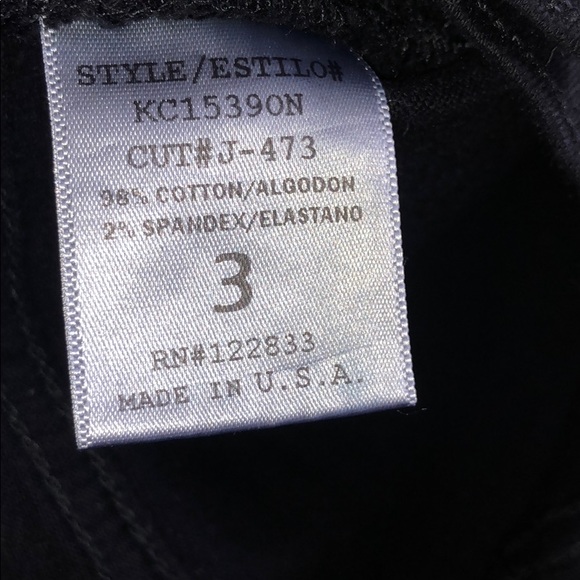 STYLE/ESTILO#
KC15390N
CUT#J-473
98% COTTON/ALGODON
2% SPANDEX/ELASTANO
3
RN#122833
MADE IN U.S.A.